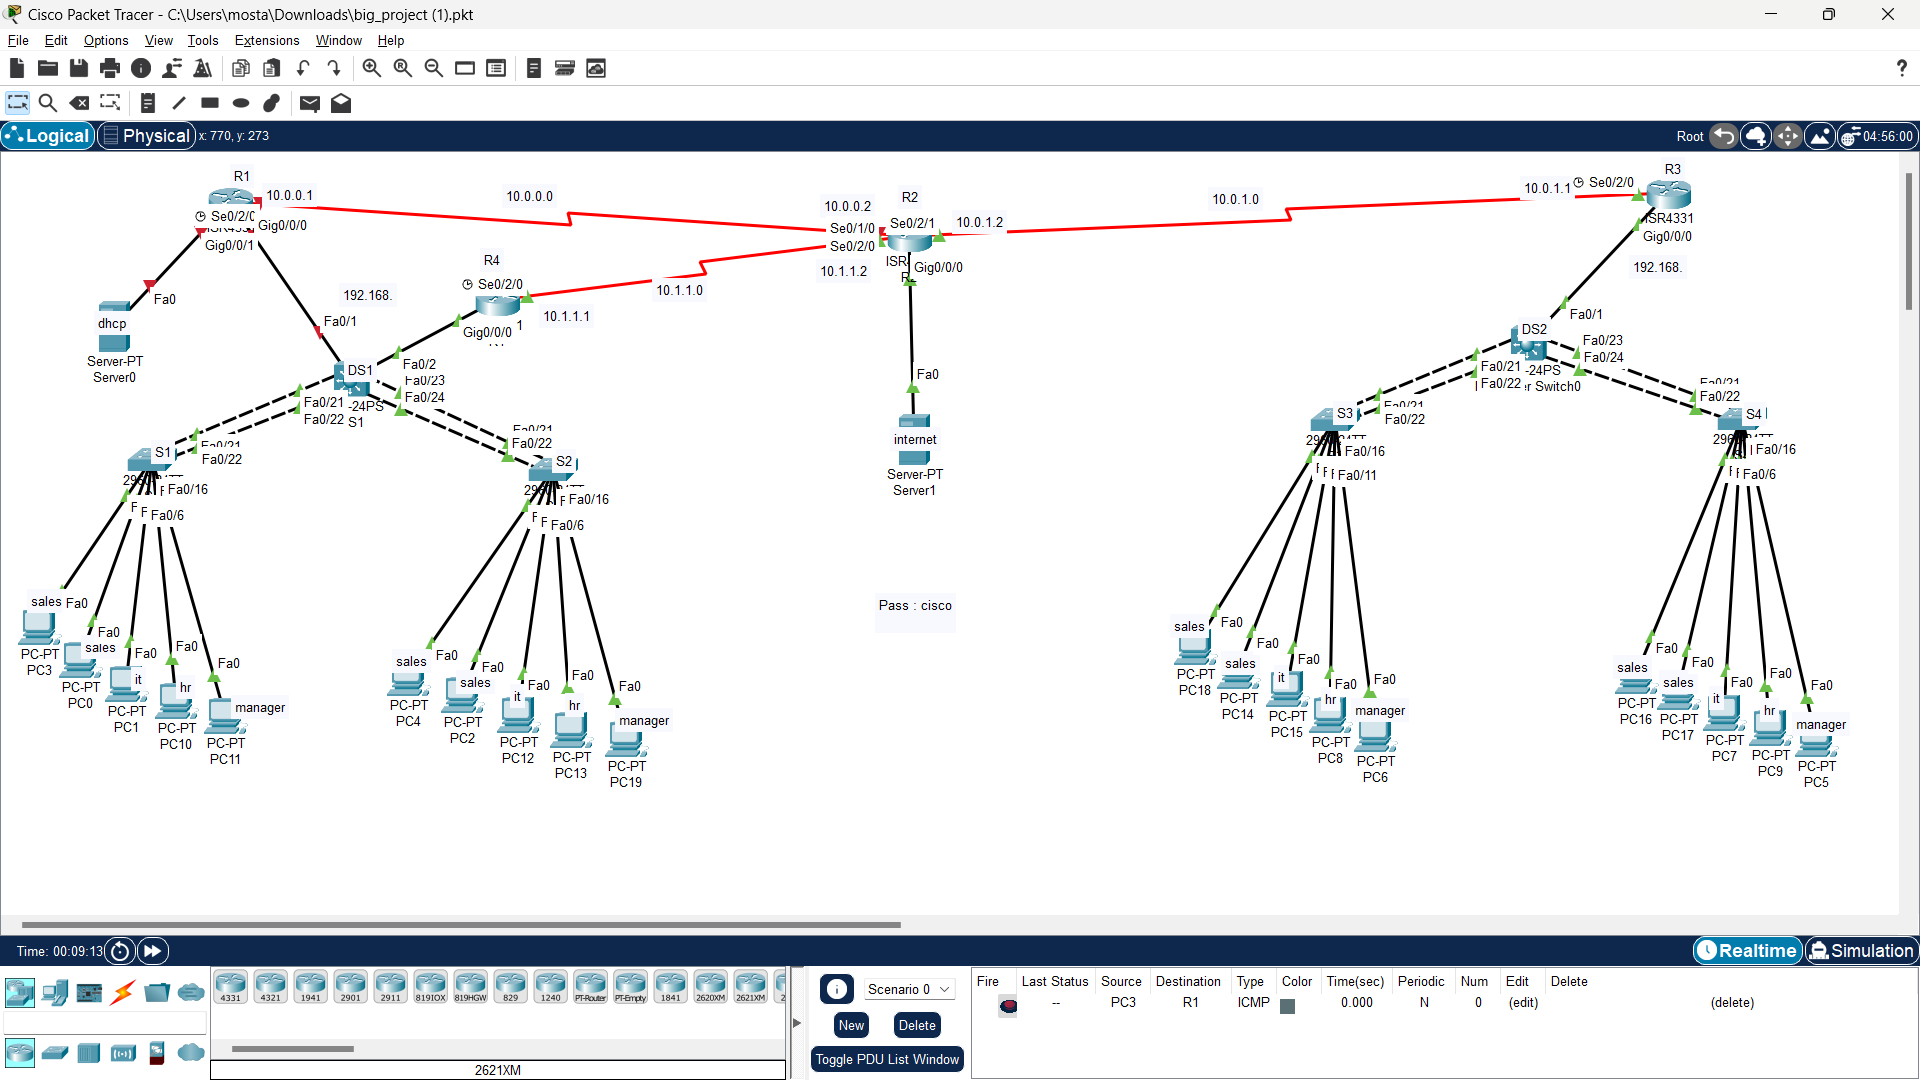 Cisco Packet Tracer - C:\Users\mosta\Downloads\big_project (1).pkt
File Edit Options View Tools Extensions Window Help
Logical Physical x: 770, y: 273 Root 04:56:00
R1
10.0.0.1
10.0.0.0
Se0/2/0
Gig0/0/0
Gig0/0/1
Fa0
dhcp
Server-PT
Server0
R4
Se0/2/0
192.168.
Fa0/1
Gig0/0/0 1
10.1.1.1
10.1.1.0
R2
10.0.0.2
Se0/2/1
10.0.1.2
Se0/1/0
Se0/2/0
10.1.1.2
Gig0/0/0
Fa0
internet
Server-PT
Server1
10.0.1.0
10.0.1.1
Se0/2/0
R3
ISR4331
Gig0/0/0
192.168.
DS1
Fa0/2
Fa0/23
Fa0/24
Fa0/21
Fa0/22
-24PS
S1
Fa0/21
Fa0/22
S1
Fa0/16
Fa0/6
Fa0/21
Fa0/22
S2
Fa0/16
Fa0/6
DS2
Fa0/1
Fa0/23
Fa0/24
Fa0/21
Fa0/22
-24PS
r Switch0
Fa0/21
Fa0/22
S3
Fa0/16
Fa0/11
Fa0/21
Fa0/22
S4
Fa0/16
Fa0/6
Pass : cisco
sales Fa0
PC-PT
PC3
Fa0
sales
PC-PT
PC0
Fa0
it
PC-PT
PC1
Fa0
hr
PC-PT
PC10
Fa0
manager
PC-PT
PC11
sales Fa0
PC-PT
PC4
Fa0
sales
PC-PT
PC2
Fa0
it
PC-PT
PC12
Fa0
hr
PC-PT
PC13
Fa0
manager
PC-PT
PC19
sales Fa0
PC-PT
PC18
Fa0
sales
PC-PT
PC14
Fa0
it
PC-PT
PC15
Fa0
hr
PC-PT
PC8
Fa0
manager
PC-PT
PC6
sales Fa0
PC-PT
PC16
Fa0
sales
PC-PT
PC17
Fa0
it
PC-PT
PC7
Fa0
hr
PC-PT
PC9
Fa0
manager
PC-PT
PC5
Time: 00:09:13 Realtime Simulation
4331 4321 1941 2901 2911 819IOX 819HGW 829 1240 PT-Router PT-Empty 1841 2620XM 2621XM
2621XM
Scenario 0
New Delete
Toggle PDU List Window
Fire Last Status Source Destination Type Color Time(sec) Periodic Num Edit Delete
-- PC3 R1 ICMP 0.000 N 0 (edit) (delete)